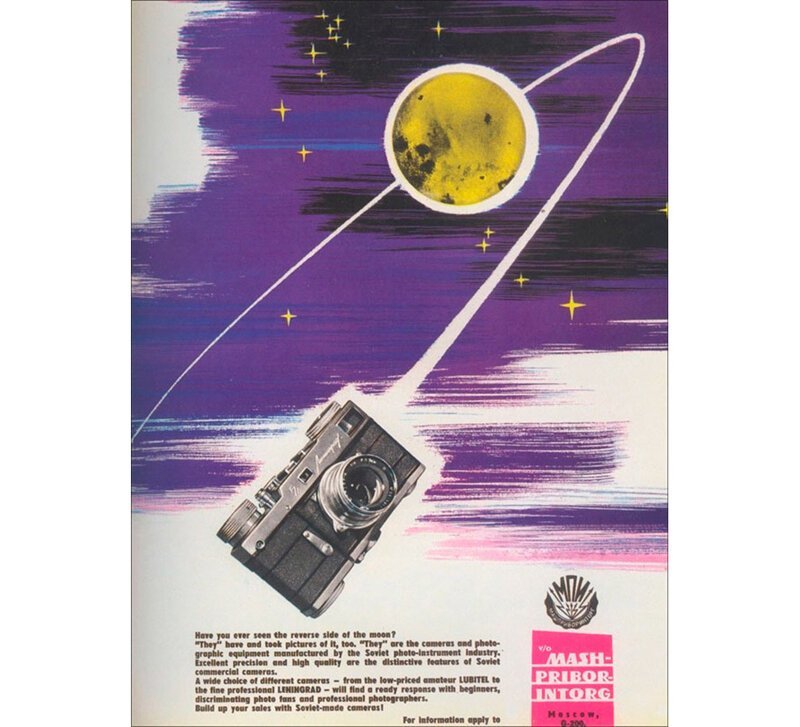 Have you ever seen the reverse side of the moon?
"They" have and took pictures of it, too. "They" are the cameras and photo-
graphic equipment manufactured by the Soviet photo-instrument industry.
Excellent precision and high quality are the distinctive features of Soviet
commercial cameras.
A wide choice of different cameras — from the low-priced amateur LUBITEL to
the fine professional LENINGRAD — will find a ready response with beginners,
discriminating photo fans and professional photographers.
Build up your sales with Soviet-made cameras!
For information apply to
МПИ
V/O
MASH-
PRIBOR-
INTORG
Moscow,
G-200.